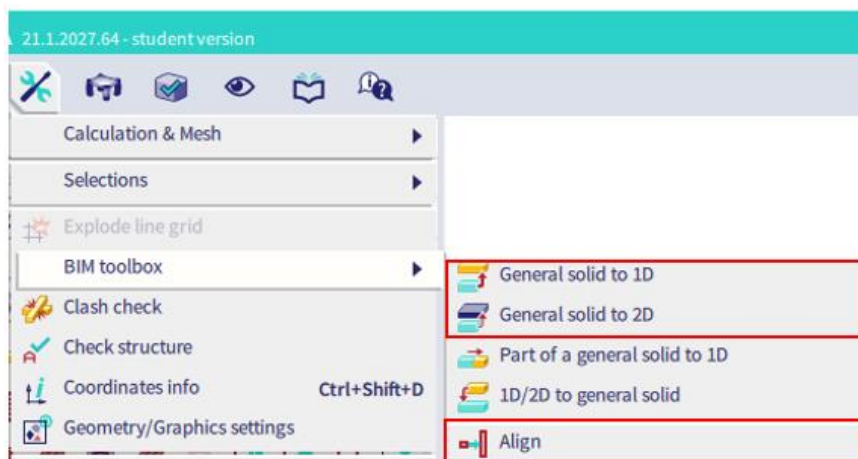 21.1.2027.64 - student version
Calculation & Mesh
Selections
Explode line grid
BIM toolbox
Clash check
Check structure
Coordinates info Ctrl+Shift+D
Geometry/Graphics settings
General solid to 1D
General solid to 2D
Part of a general solid to 1D
1D/2D to general solid
Align